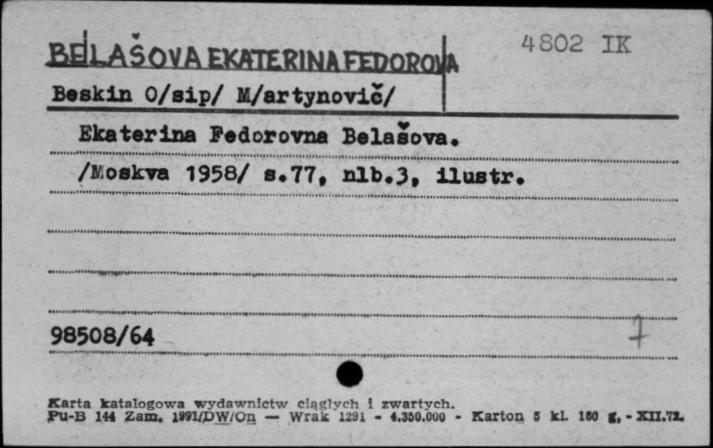 BELAŠOVA EKATERINA FEDOROVA
4802 IK
Beskin O/sip/ M/artynovič/
Ekaterina Fedorovna Belašova.
/Moskva 1958/ s.77, nlb.3, ilustr.
98508/64
7
Karta katalogowa wydawnictw ciągłych i zwartych.
Pu-B 144 Zam. 1991/DW/On — Wrak 1291 - 4.350.000 - Karton 5 kl. 160 g, - XII.72.